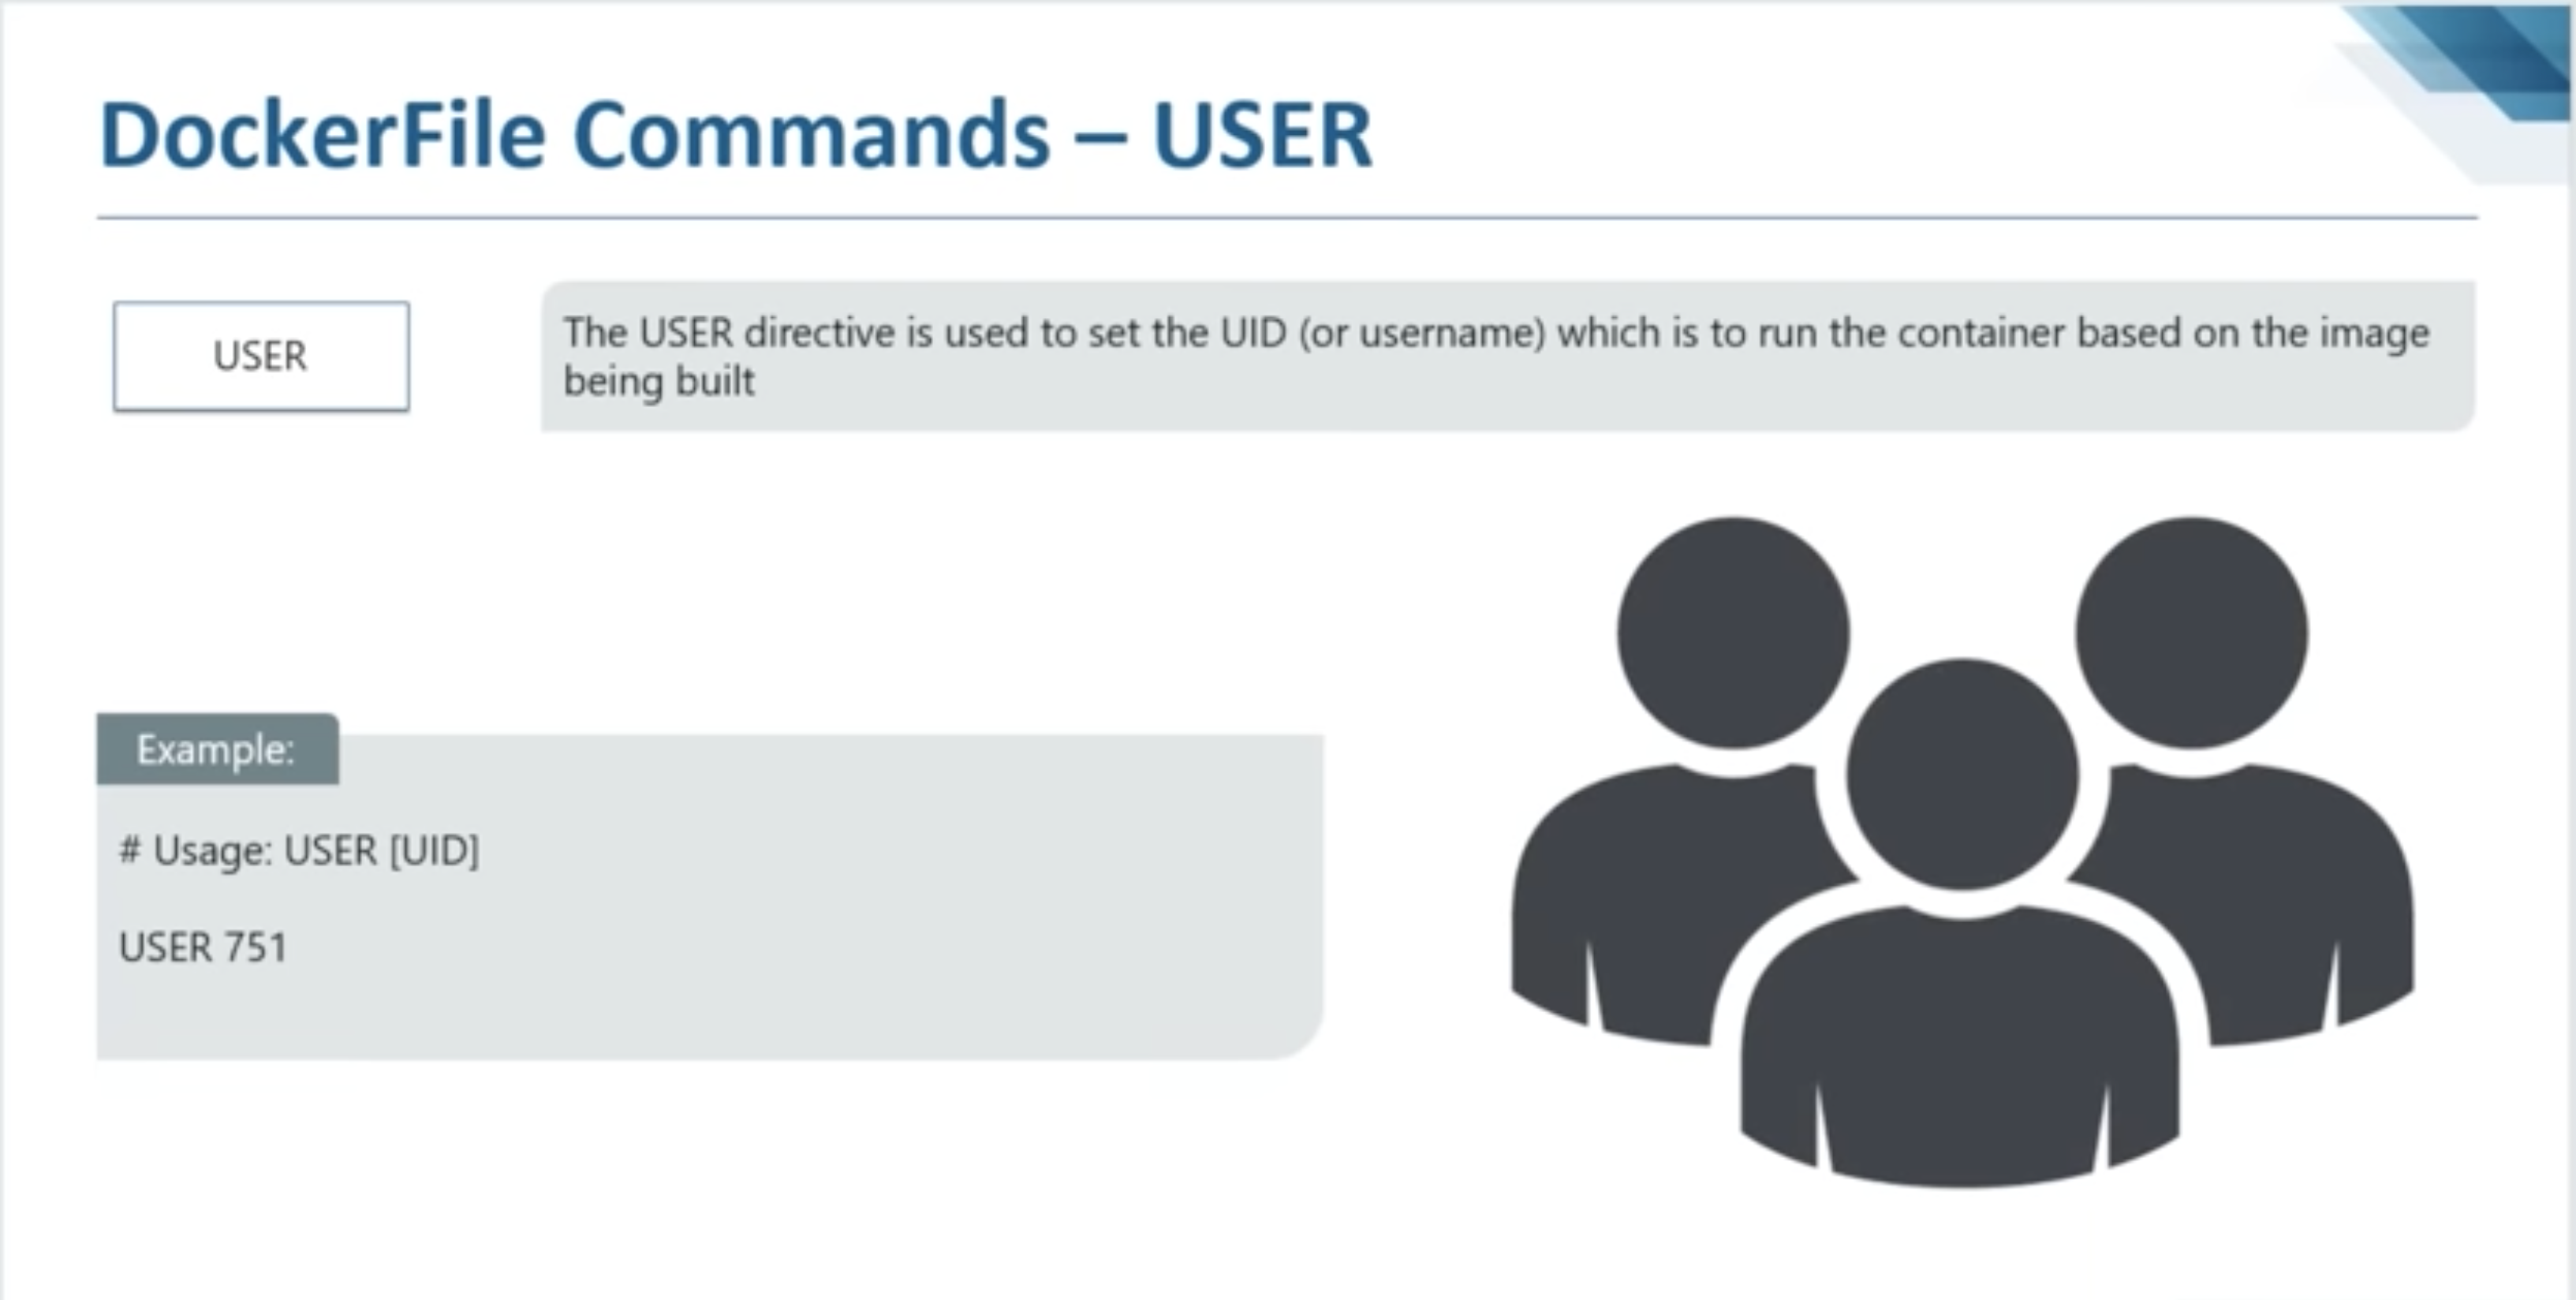 DockerFile Commands – USER
USER
The USER directive is used to set the UID (or username) which is to run the container based on the image
being built
Example:
# Usage: USER [UID]
USER 751